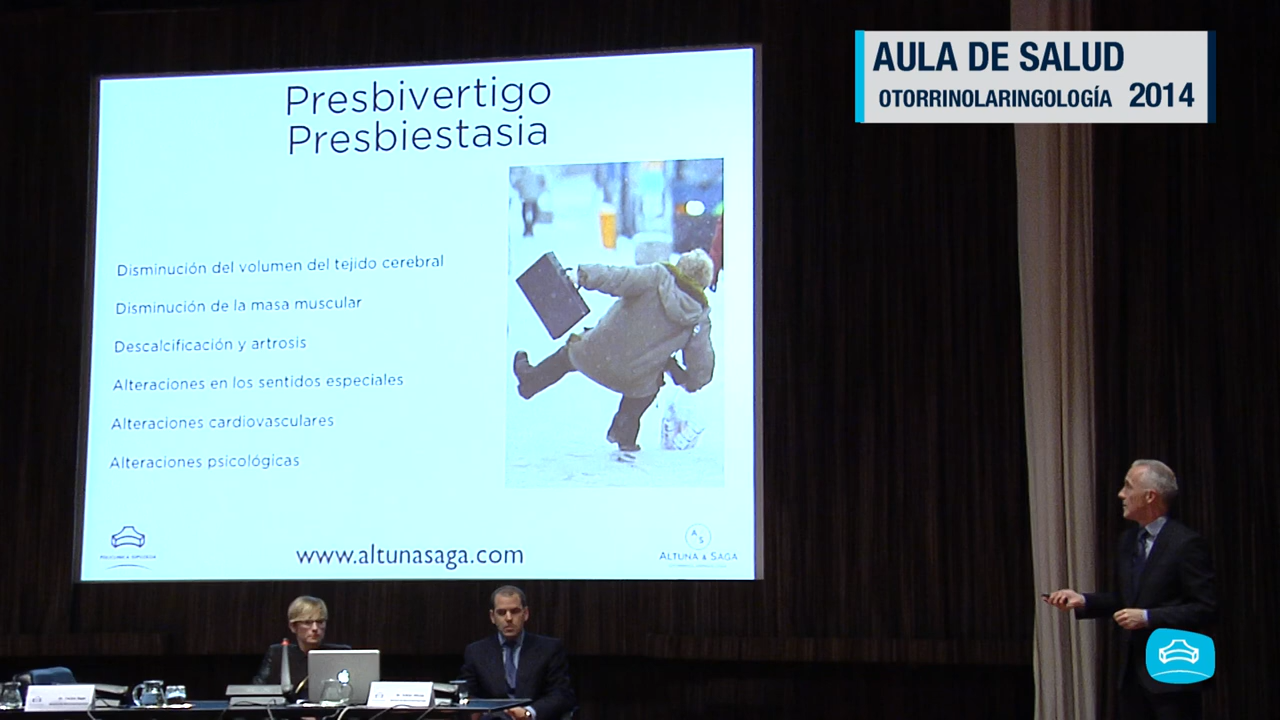 AULA DE SALUD
OTORRINOLARINGOLOGÍA 2014
Presbivertigo
Presbiestasia
Disminución del volumen del tejido cerebral
Disminución de la masa muscular
Descalcificación y artrosis
Alteraciones en los sentidos especiales
Alteraciones cardiovasculares
Alteraciones psicológicas
www.altunasaga.com
A S
ALTUNA & SAGA